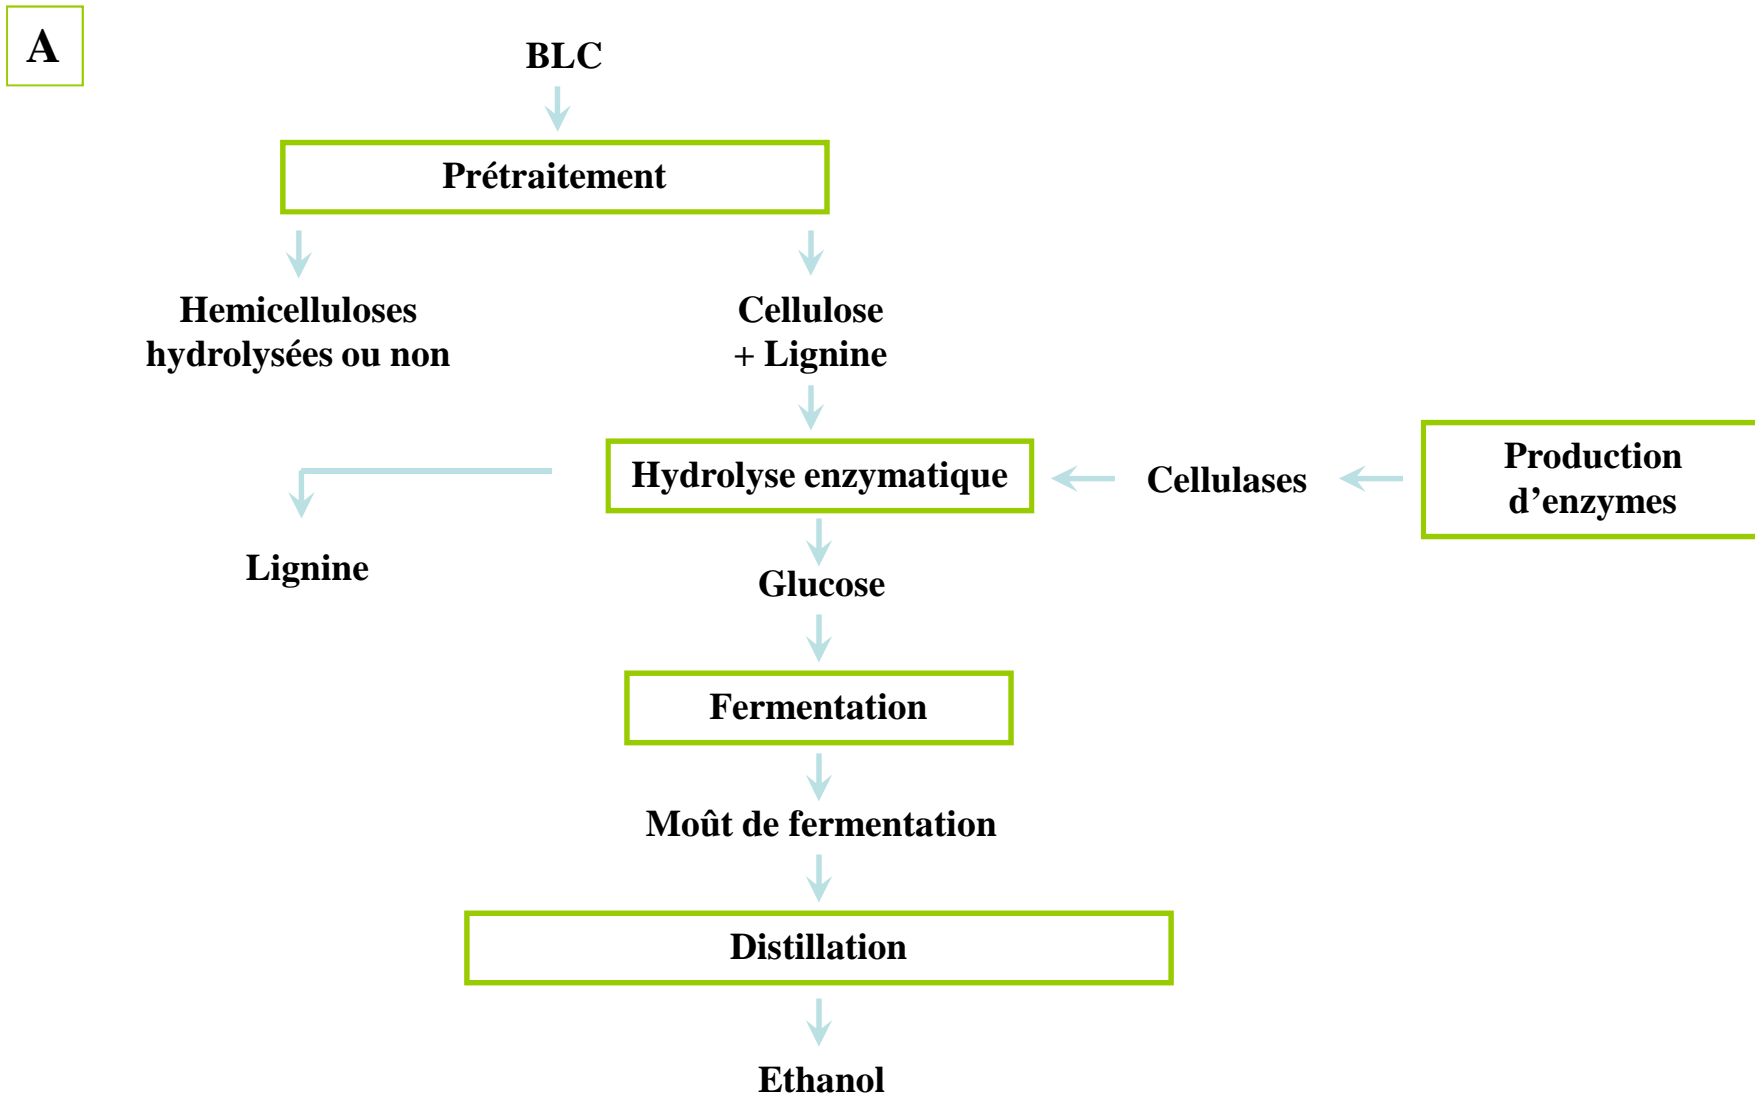 A
BLC
Prétraitement
Hemicelluloses
hydrolysées ou non
Cellulose
+ Lignine
Hydrolyse enzymatique
Cellulases
Production
d’enzymes
Lignine
Glucose
Fermentation
Moût de fermentation
Distillation
Ethanol